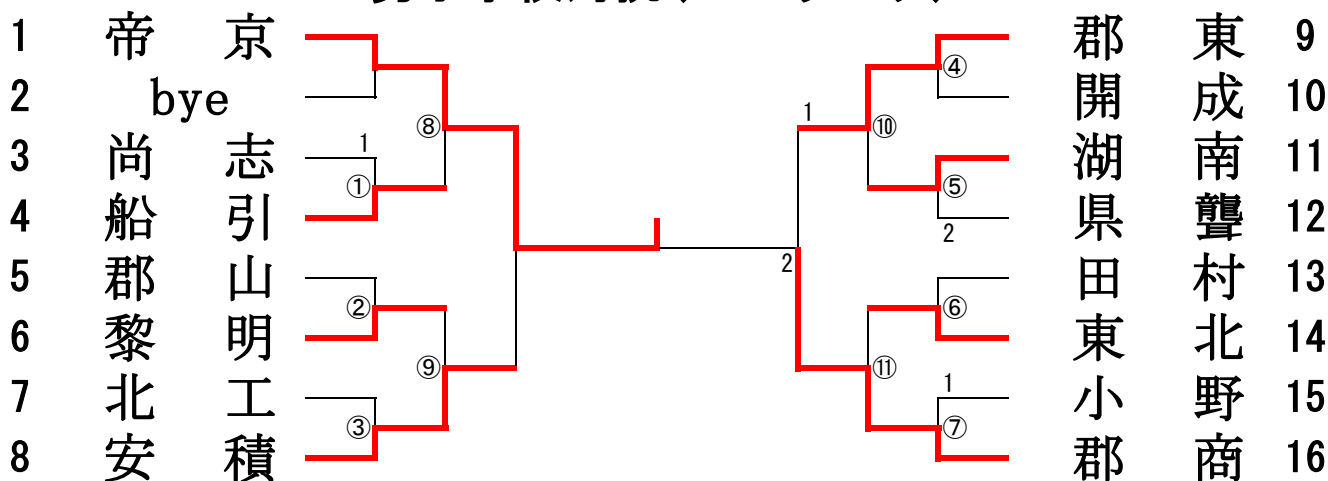 1 帝 京
2 bye
3 尚 志
4 船 引
5 郡 山
6 黎 明
7 北 工
8 安 積
1
①
②
③
⑧
⑨
1
2
⑩
⑪
④
⑤
2
⑥
1
⑦
郡 東 9
開 成 10
湖 南 11
県 聾 12
田 村 13
東 北 14
小 野 15
郡 商 16